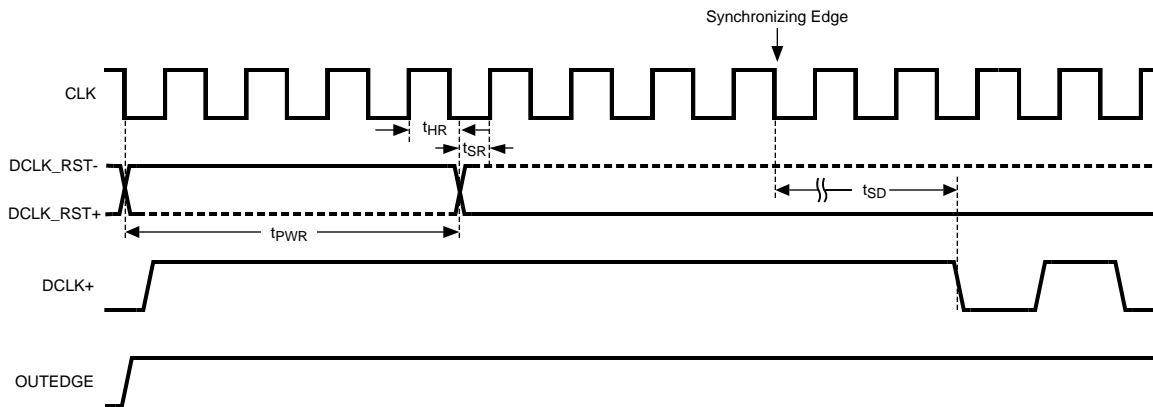 Synchronizing Edge
CLK
tHR
tSR
DCLK_RST-
tSD
DCLK_RST+
tPWR
DCLK+
OUTEDGE